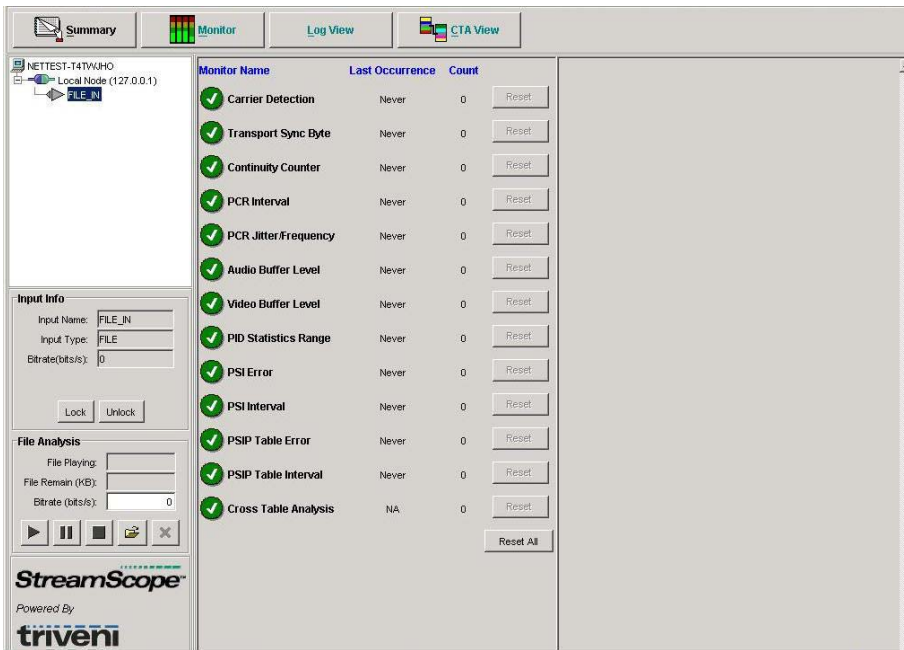 Summary
Monitor
Log View
CTA View
NETTEST-T4TWJHO
Local Node (127.0.0.1)
FILE_IN
Monitor Name Last Occurrence Count
Carrier Detection Never 0 Reset
Transport Sync Byte Never 0 Reset
Continuity Counter Never 0 Reset
PCR Interval Never 0 Reset
PCR Jitter/Frequency Never 0 Reset
Audio Buffer Level Never 0 Reset
Video Buffer Level Never 0 Reset
PID Statistics Range Never 0 Reset
PSI Error Never 0 Reset
PSI Interval Never 0 Reset
PSIP Table Error Never 0 Reset
PSIP Table Interval Never 0 Reset
Cross Table Analysis NA 0 Reset
Reset All
Input Info
Input Name: FILE_IN
Input Type: FILE
Bitrate(bits/s): 0
Lock Unlock
File Analysis
File Playing:
File Remain (KB):
Bitrate (bits/s): 0
StreamScope™
Powered By
triveni